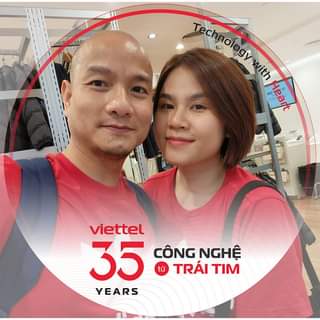 Technology with Heart
viettel
35 CÔNG NGHỆ
từ TRÁI TIM
YEARS